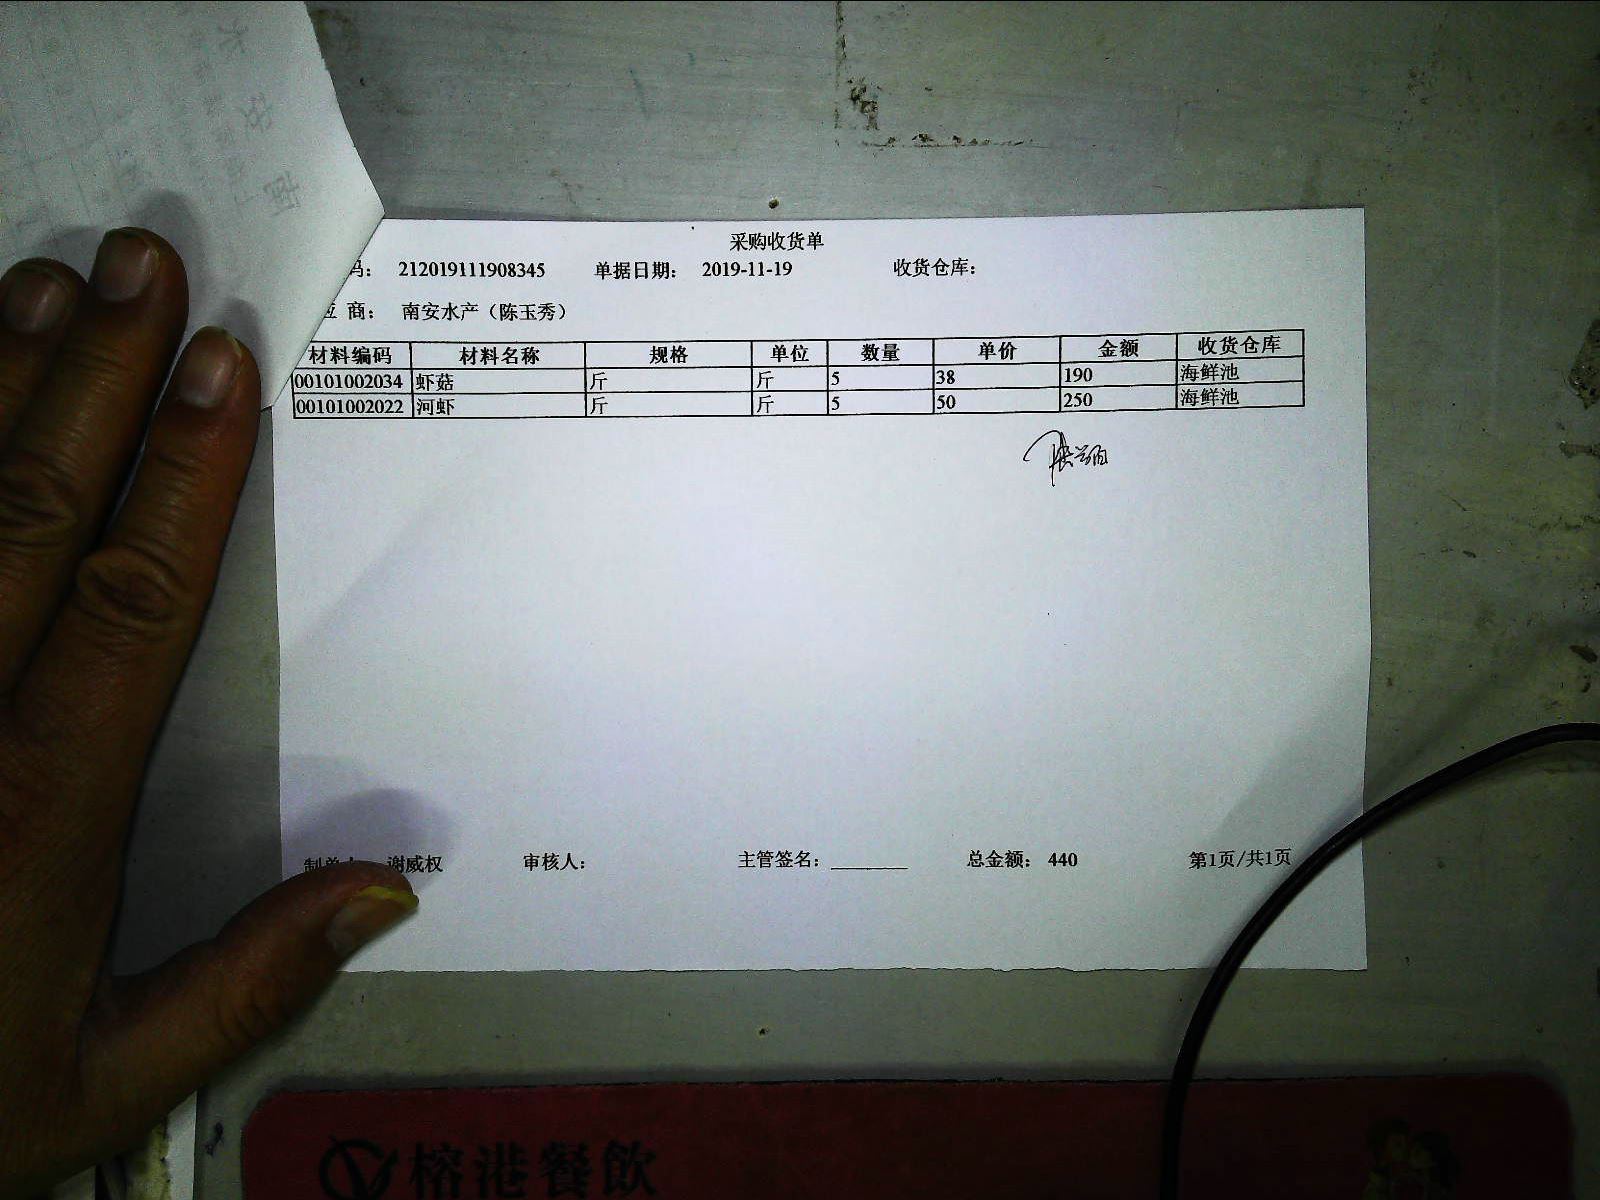 采购收货单
码： 212019111908345 单据日期： 2019-11-19 收货仓库：
应 商： 南安水产（陈玉秀）
材料编码 材料名称 规格 单位 数量 单价 金额 收货仓库
00101002034 虾菇 斤 斤 5 38 190 海鲜池
00101002022 河虾 斤 斤 5 50 250 海鲜池
制单人 谢威权 审核人： 主管签名： ________ 总金额： 440 第1页/共1页
榕港餐飲